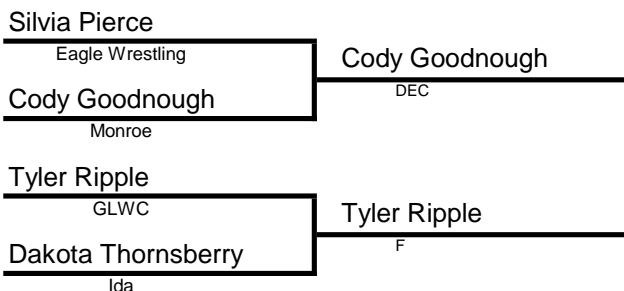 Silvia Pierce
Eagle Wrestling
Cody Goodnough
Monroe
Cody Goodnough
DEC
Tyler Ripple
GLWC
Dakota Thornsberry
Ida
Tyler Ripple
F